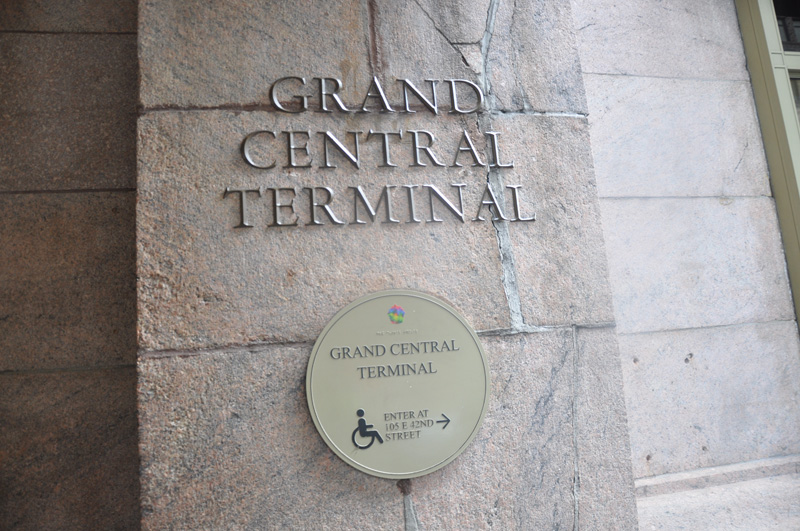 GRAND
CENTRAL
TERMINAL
GRAND CENTRAL
TERMINAL
ENTER AT
105 E 42ND
STREET